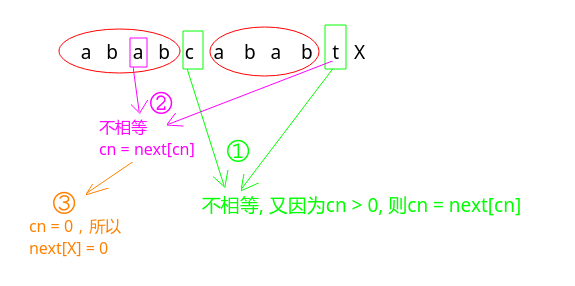 a b a b c a b a b t X
②
不相等
cn = next[cn]
①
不相等, 又因为cn > 0, 则cn = next[cn]
③
cn = 0，所以
next[X] = 0